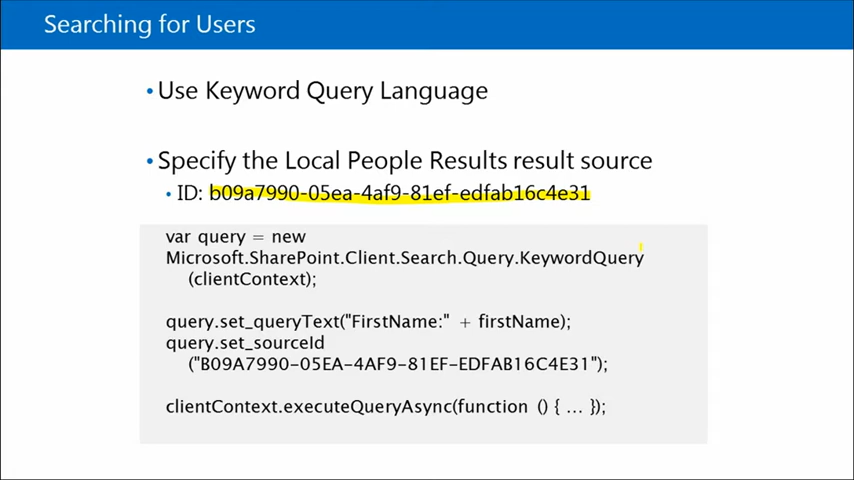 Searching for Users
•Use Keyword Query Language
•Specify the Local People Results result source
•ID: b09a7990-05ea-4af9-81ef-edfab16c4e31
var query = new
Microsoft.SharePoint.Client.Search.Query.KeywordQuery
(clientContext);
query.set_queryText("FirstName:" + firstName);
query.set_sourceId
("B09A7990-05EA-4AF9-81EF-EDFAB16C4E31");
clientContext.executeQueryAsync(function () { … });